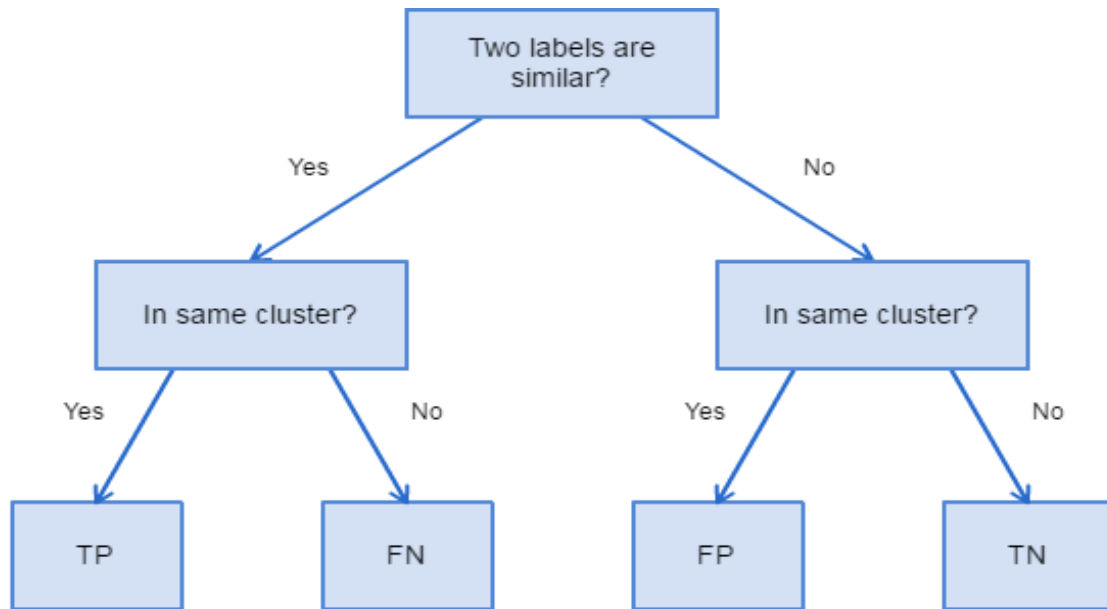 Two labels are
similar?
Yes
No
In same cluster?
In same cluster?
Yes
No
Yes
No
TP
FN
FP
TN